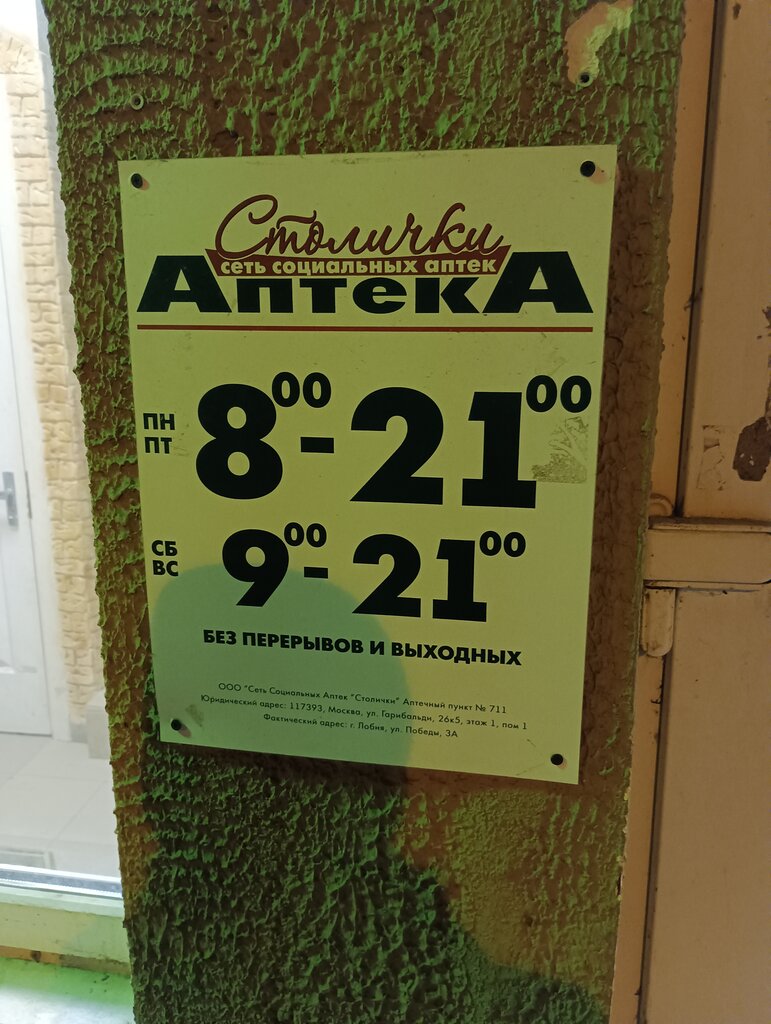 Столички
сеть социальных аптек
АптекА
ПН
ПТ
8⁰⁰-21⁰⁰
СБ
ВС
9⁰⁰-21⁰⁰
БЕЗ ПЕРЕРЫВОВ И ВЫХОДНЫХ
ООО "Сеть Социальных Аптек "Столички" Аптечный пункт № 711
Юридический адрес: 117393, Москва, ул. Гарибальди, 26к5, этаж 1, пом 1
Фактический адрес: г. Лобня, ул. Победы, 3А